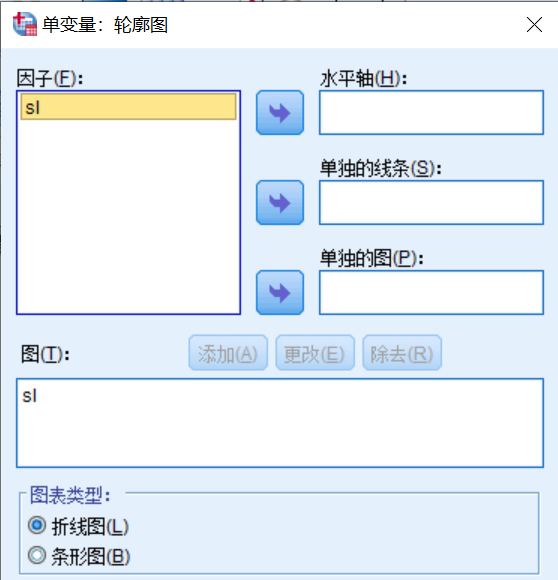 单变量：轮廓图
因子(F)：
sl
水平轴(H)：
单独的线条(S)：
单独的图(P)：
图(T)：
添加(A) 更改(E) 除去(R)
sl
图表类型：
折线图(L)
条形图(B)